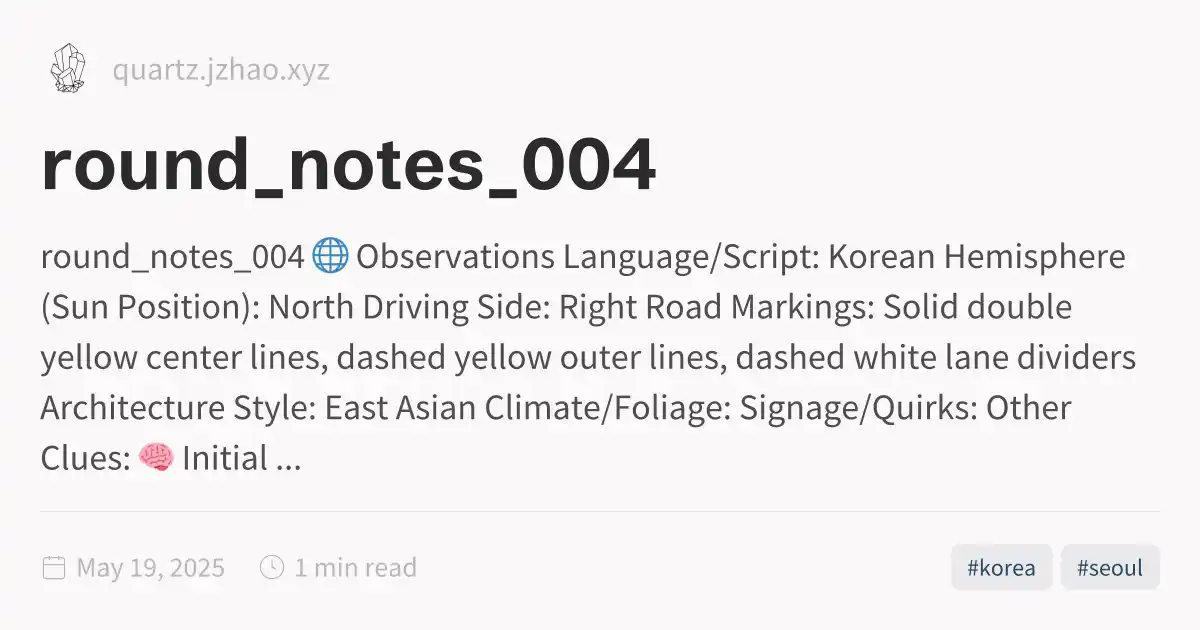 quartz.jzhao.xyz
round_notes_004
round_notes_004 🌐 Observations Language/Script: Korean Hemisphere
(Sun Position): North Driving Side: Right Road Markings: Solid double
yellow center lines, dashed yellow outer lines, dashed white lane dividers
Architecture Style: East Asian Climate/Foliage: Signage/Quirks: Other
Clues: 🧠 Initial ...
May 19, 2025 1 min read #korea #seoul